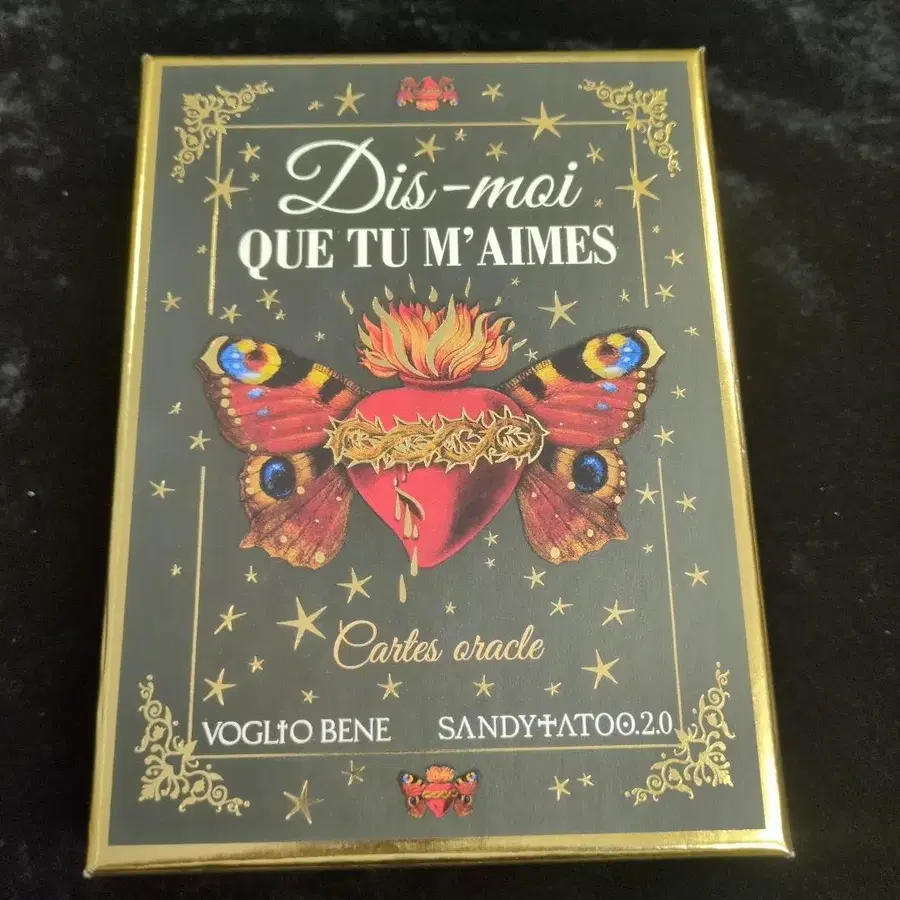 Dis-moi
QUE TU M'AIMES
Cartes oracle
VOGLIO BENE SANDYTATOO.2.0